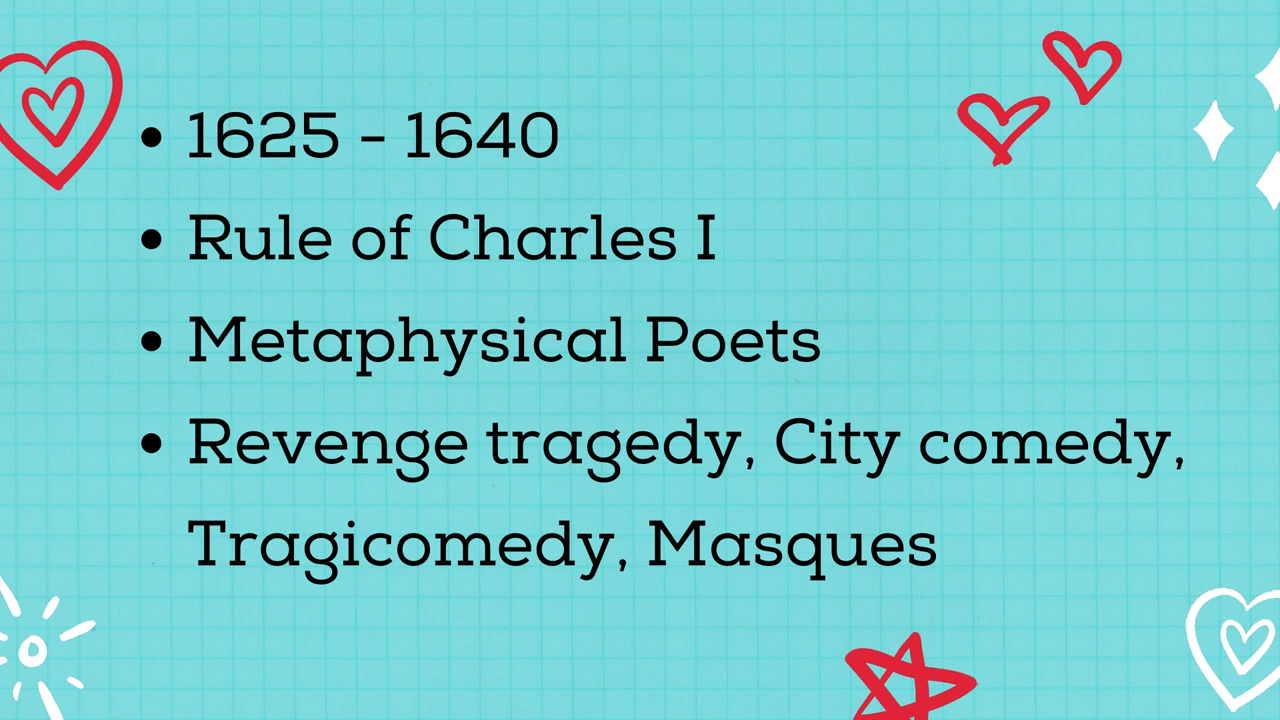 • 1625 - 1640
• Rule of Charles I
• Metaphysical Poets
• Revenge tragedy, City comedy,
Tragicomedy, Masques